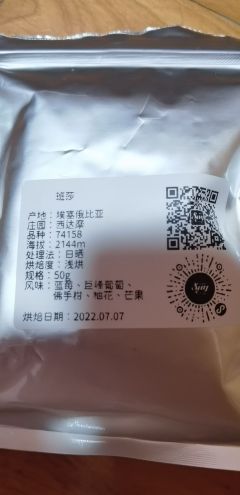 班莎
产地：埃塞俄比亚
庄园：西达摩
品种：74158
海拔：2144m
处理法：日晒
烘焙度：浅烘
规格：50g
风味：蓝莓、巨峰葡萄、
佛手柑、柚花、芒果
烘焙日期：2022.07.07